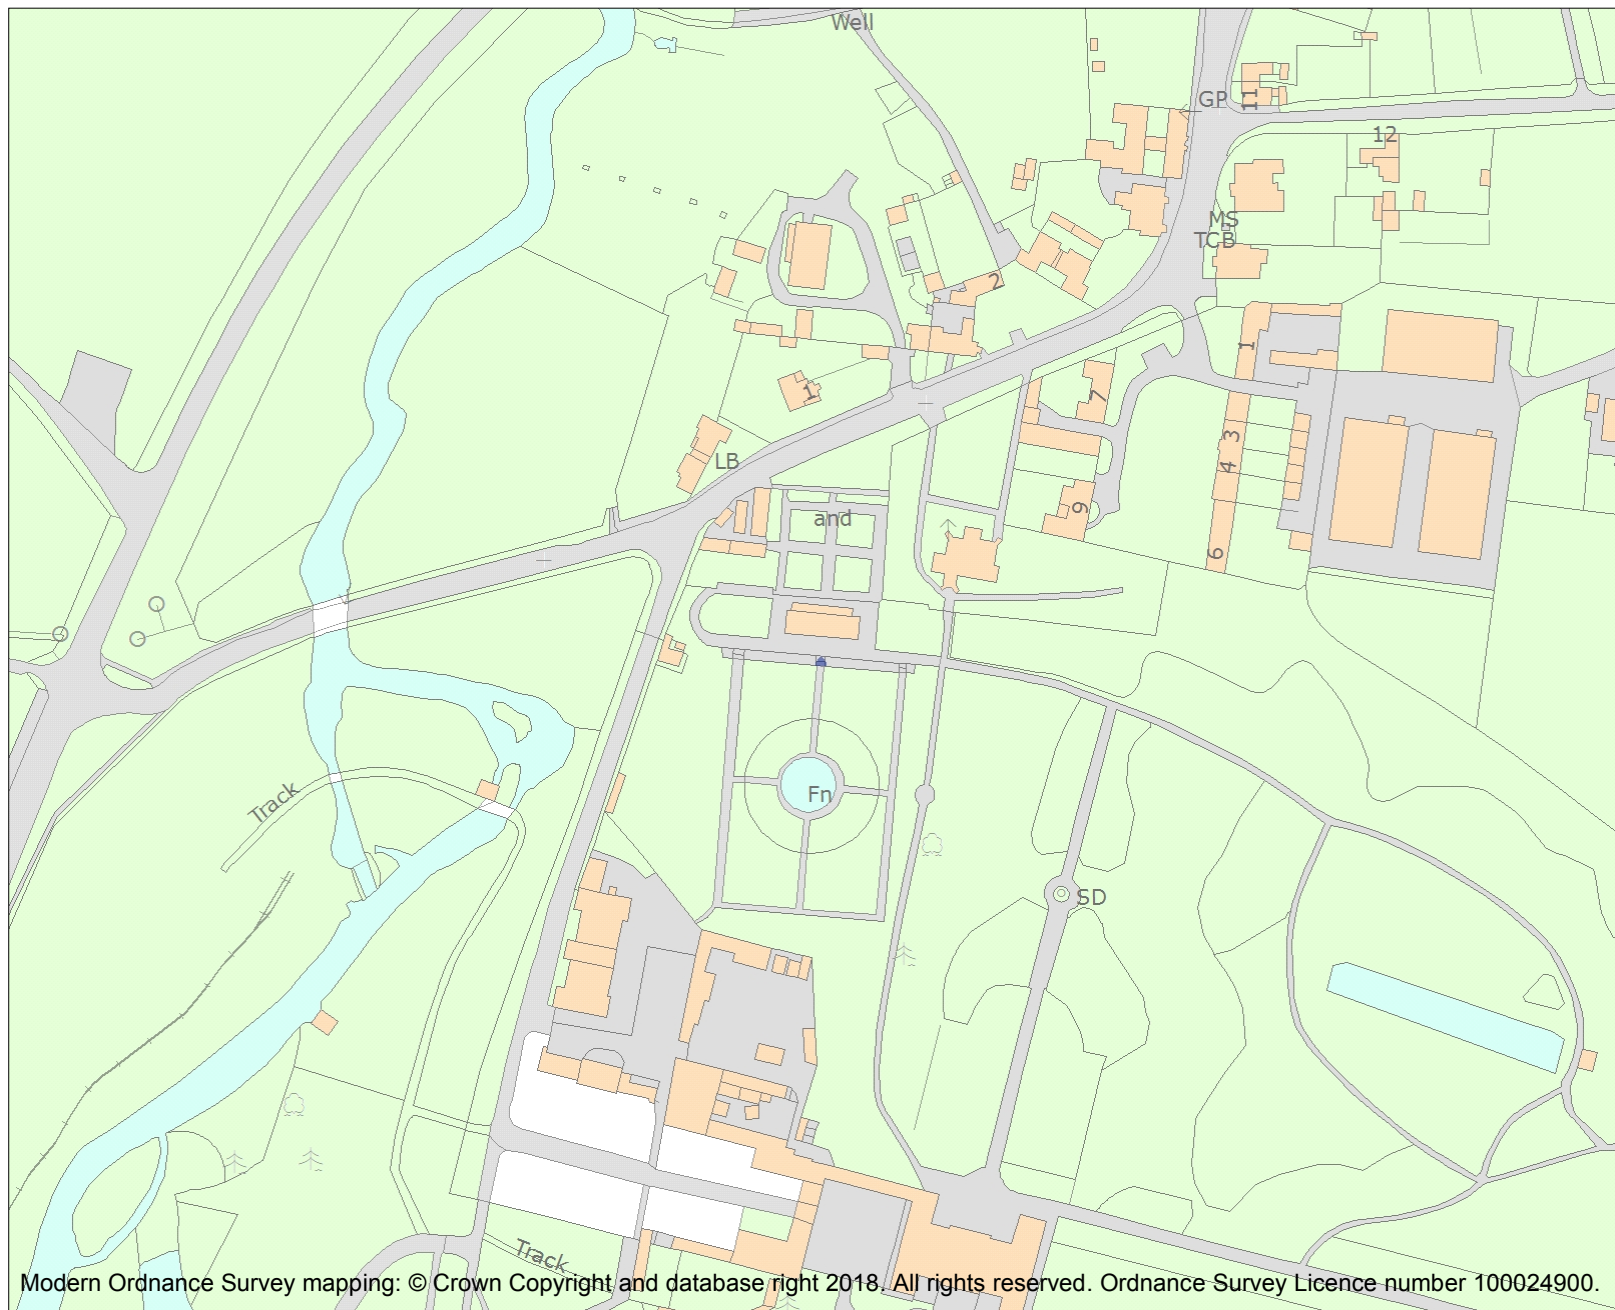 Well
GP
11
12
MS
TCB
2
1
1
7
LB
3
4
and
9
6
Track
Fn
SD
Track
Modern Ordnance Survey mapping: © Crown Copyright and database right 2018. All rights reserved. Ordnance Survey Licence number 100024900.